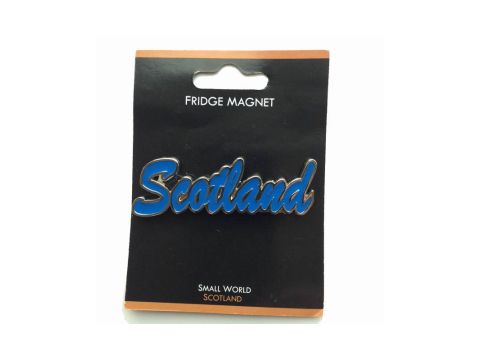 FRIDGE MAGNET
Scotland
SMALL WORLD
SCOTLAND